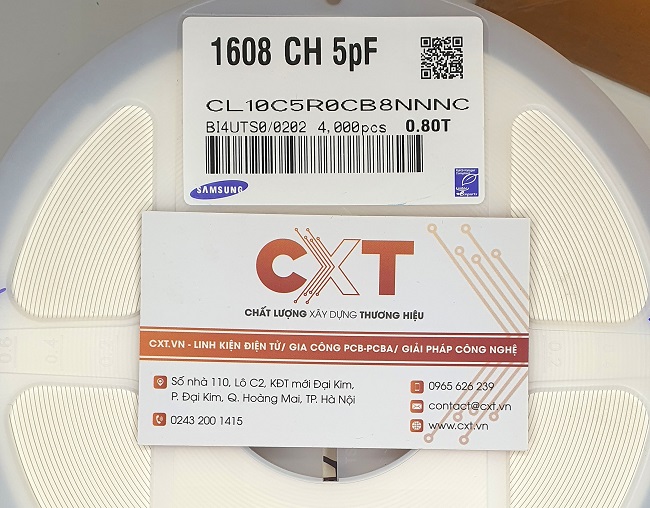 1608 CH 5pF
CL10C5R0CB8NNNC
BI4UTS0/0202 4,000pcs 0.80T
SAMSUNG
CXT
CHẤT LƯỢNG XÂY DỰNG THƯƠNG HIỆU
CXT.VN - LINH KIỆN ĐIỆN TỬ/ GIA CÔNG PCB-PCBA/ GIẢI PHÁP CÔNG NGHỆ
Số nhà 110, Lô C2, KĐT mới Đại Kim,
P. Đại Kim, Q. Hoàng Mai, TP. Hà Nội
0243 200 1415
0965 626 239
contact@cxt.vn
www.cxt.vn